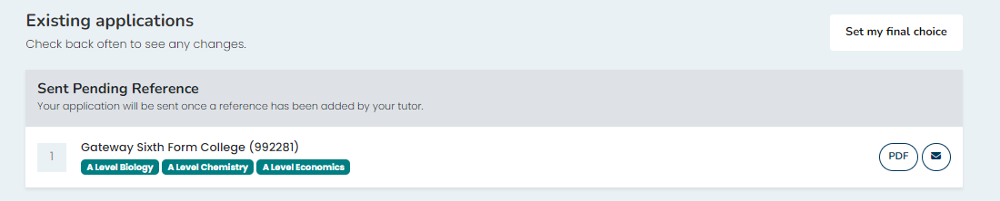 Existing applications
Check back often to see any changes.
Set my final choice
Sent Pending Reference
Your application will be sent once a reference has been added by your tutor.
1
Gateway Sixth Form College (992281)
A Level Biology A Level Chemistry A Level Economics
PDF